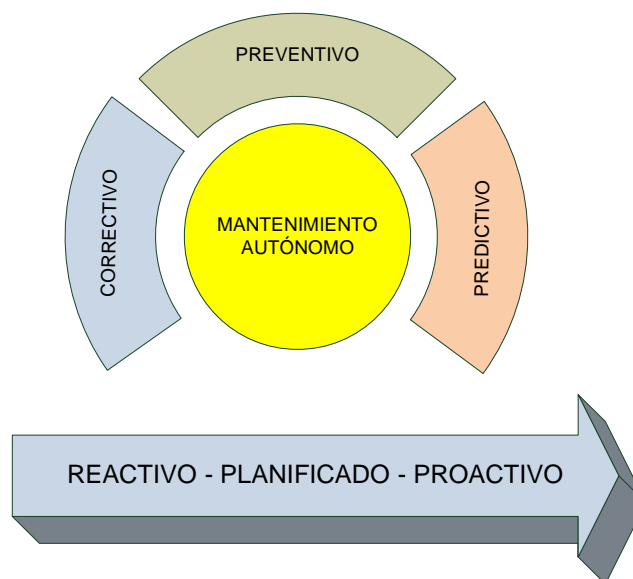 PREVENTIVO
CORRECTIVO
MANTENIMIENTO
AUTÓNOMO
PREDICTIVO
REACTIVO - PLANIFICADO - PROACTIVO